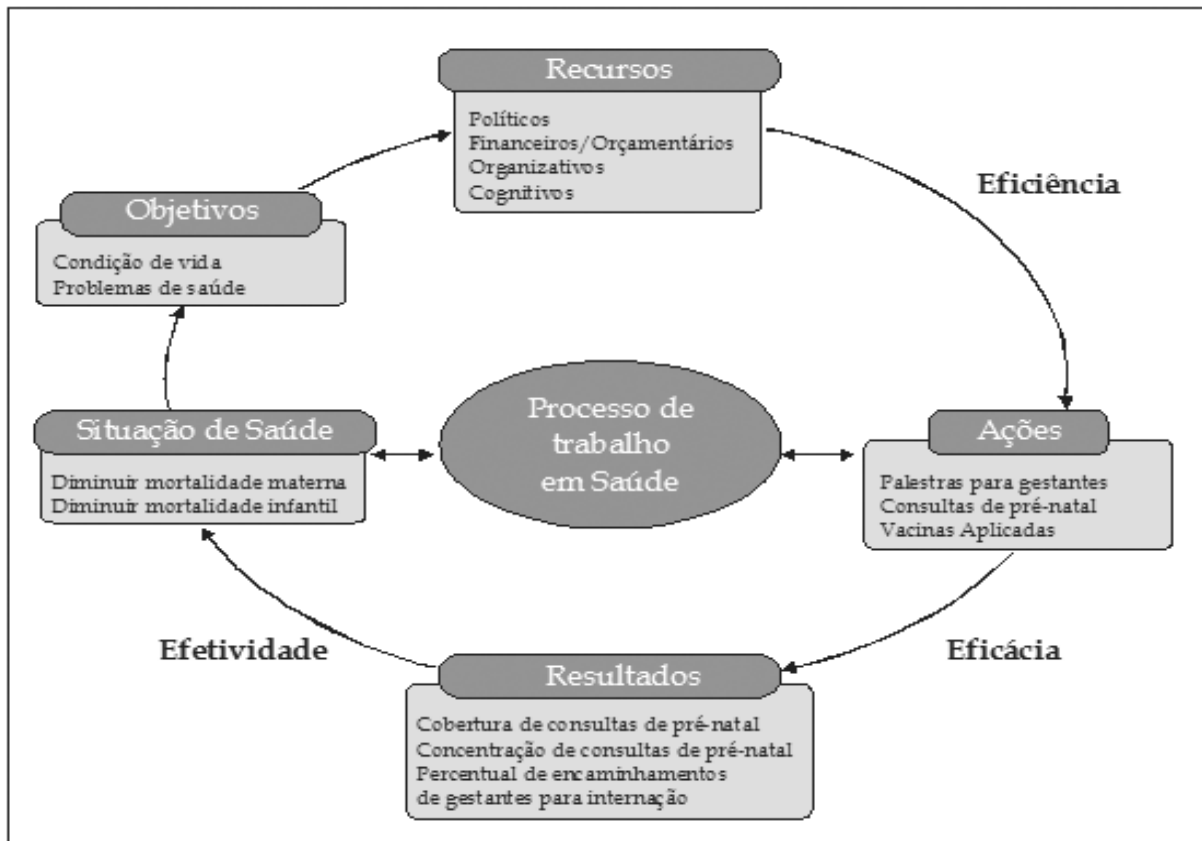 Recursos
Políticos
Financeiros/Orçamentários
Organizativos
Cognitivos
Eficiência
Objetivos
Condição de vida
Problemas de saúde
Situação de Saúde
Diminuir mortalidade materna
Diminuir mortalidade infantil
Processo de
trabalho
em Saúde
Ações
Palestras para gestantes
Consultas de pré-natal
Vacinas Aplicadas
Efetividade
Eficácia
Resultados
Cobertura de consultas de pré-natal
Concentração de consultas de pré-natal
Percentual de encaminhamentos
de gestantes para internação